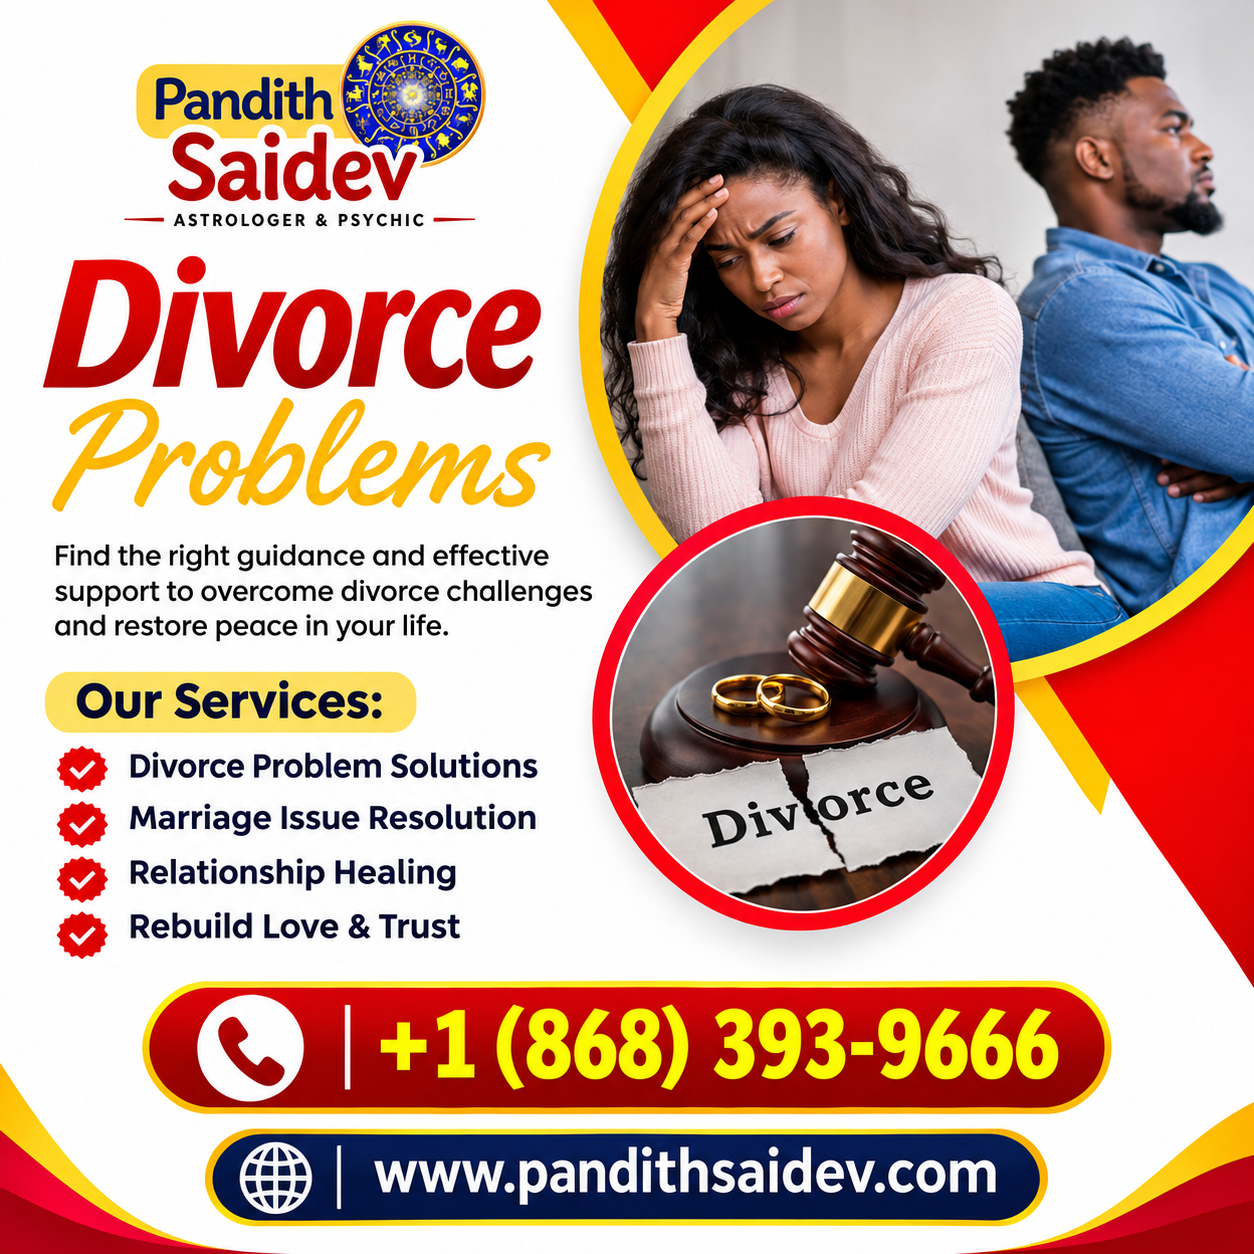 Pandith
Saidev
ASTROLOGER & PSYCHIC
Divorce
Problems
Find the right guidance and effective
support to overcome divorce challenges
and restore peace in your life.
Our Services:
Divorce Problem Solutions
Marriage Issue Resolution
Relationship Healing
Rebuild Love & Trust
Divorce
+1 (868) 393-9666
www.pandithsaidev.com